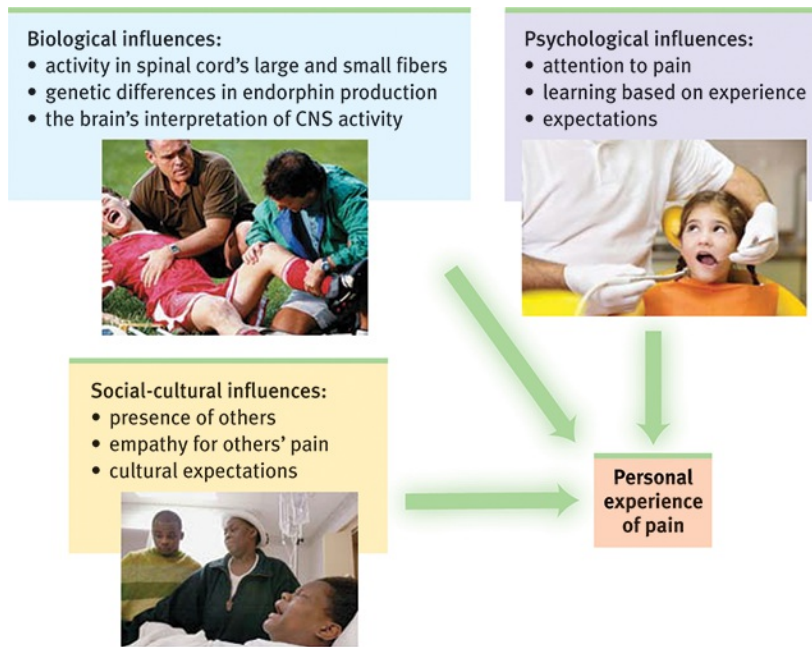 Biological influences:
• activity in spinal cord's large and small fibers
• genetic differences in endorphin production
• the brain's interpretation of CNS activity
Psychological influences:
• attention to pain
• learning based on experience
• expectations
Social-cultural influences:
• presence of others
• empathy for others' pain
• cultural expectations
Personal
experience
of pain